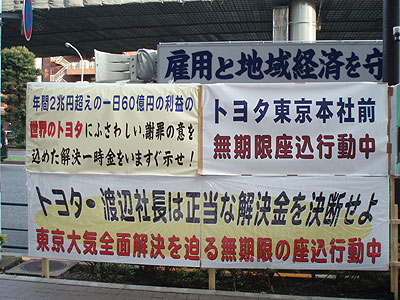 雇用と地域経済を守
年間2兆円超えの一日60億円の利益の
世界のトヨタにふさわしい、謝罪の意を
込めた解決一時金をいますぐ示せ！
トヨタ東京本社前
無期限座込行動中
トヨタ・渡辺社長は正当な解決金を決断せよ
東京大気全面解決を迫る無期限の座込行動中